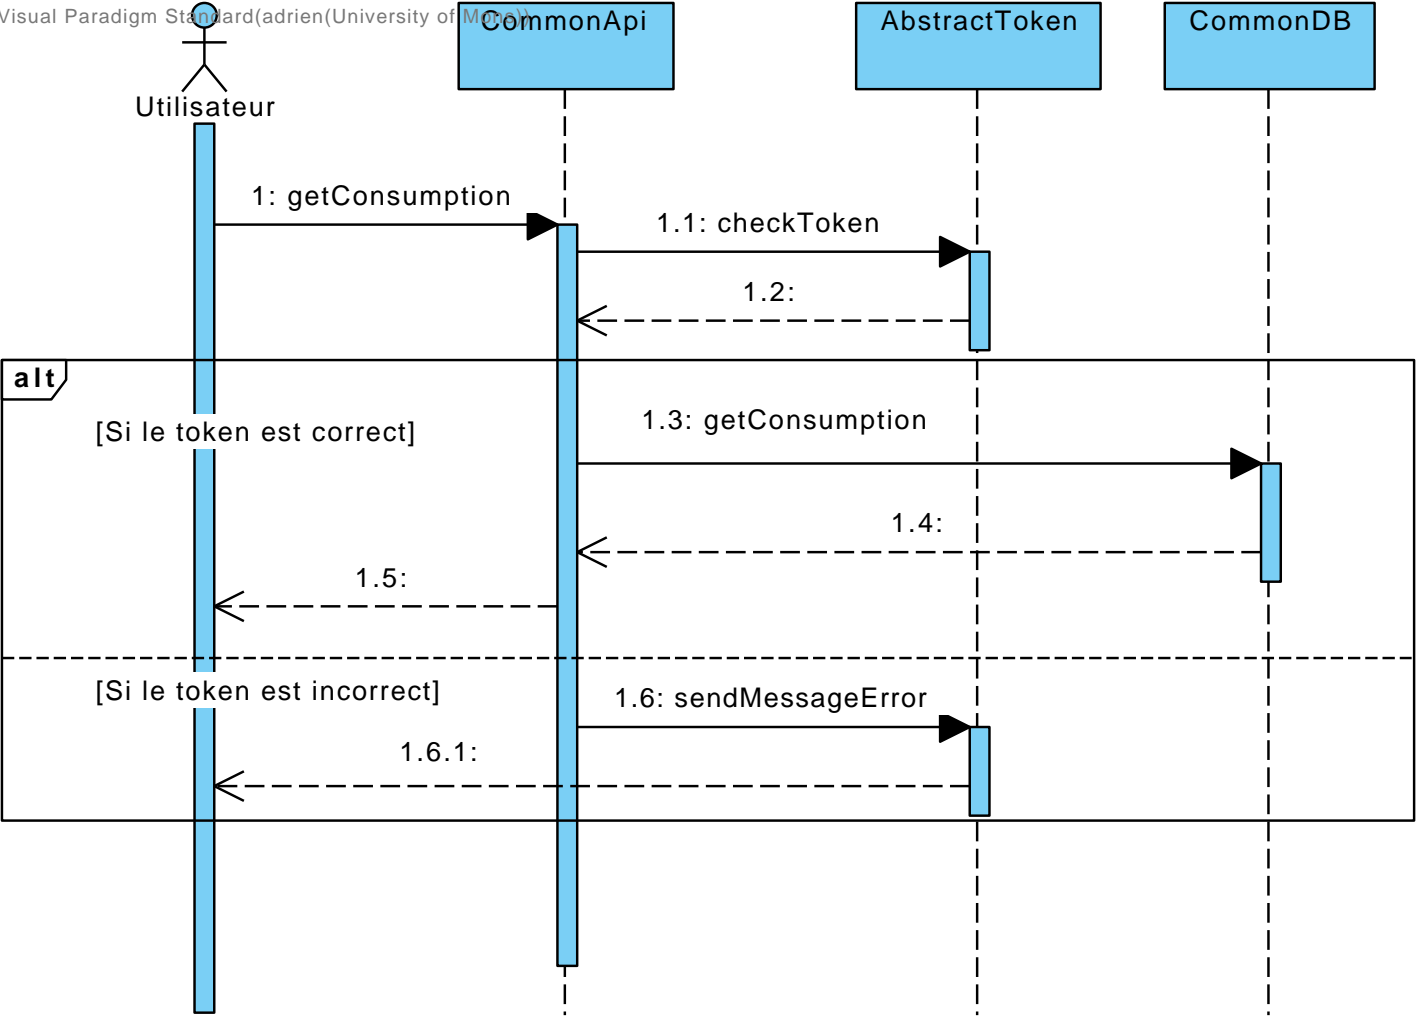 Visual Paradigm Standard(adrien(University of Mons))
CommonApi
AbstractToken
CommonDB
Utilisateur
1: getConsumption
1.1: checkToken
1.2:
alt
[Si le token est correct]
1.3: getConsumption
1.4:
1.5:
[Si le token est incorrect]
1.6: sendMessageError
1.6.1: